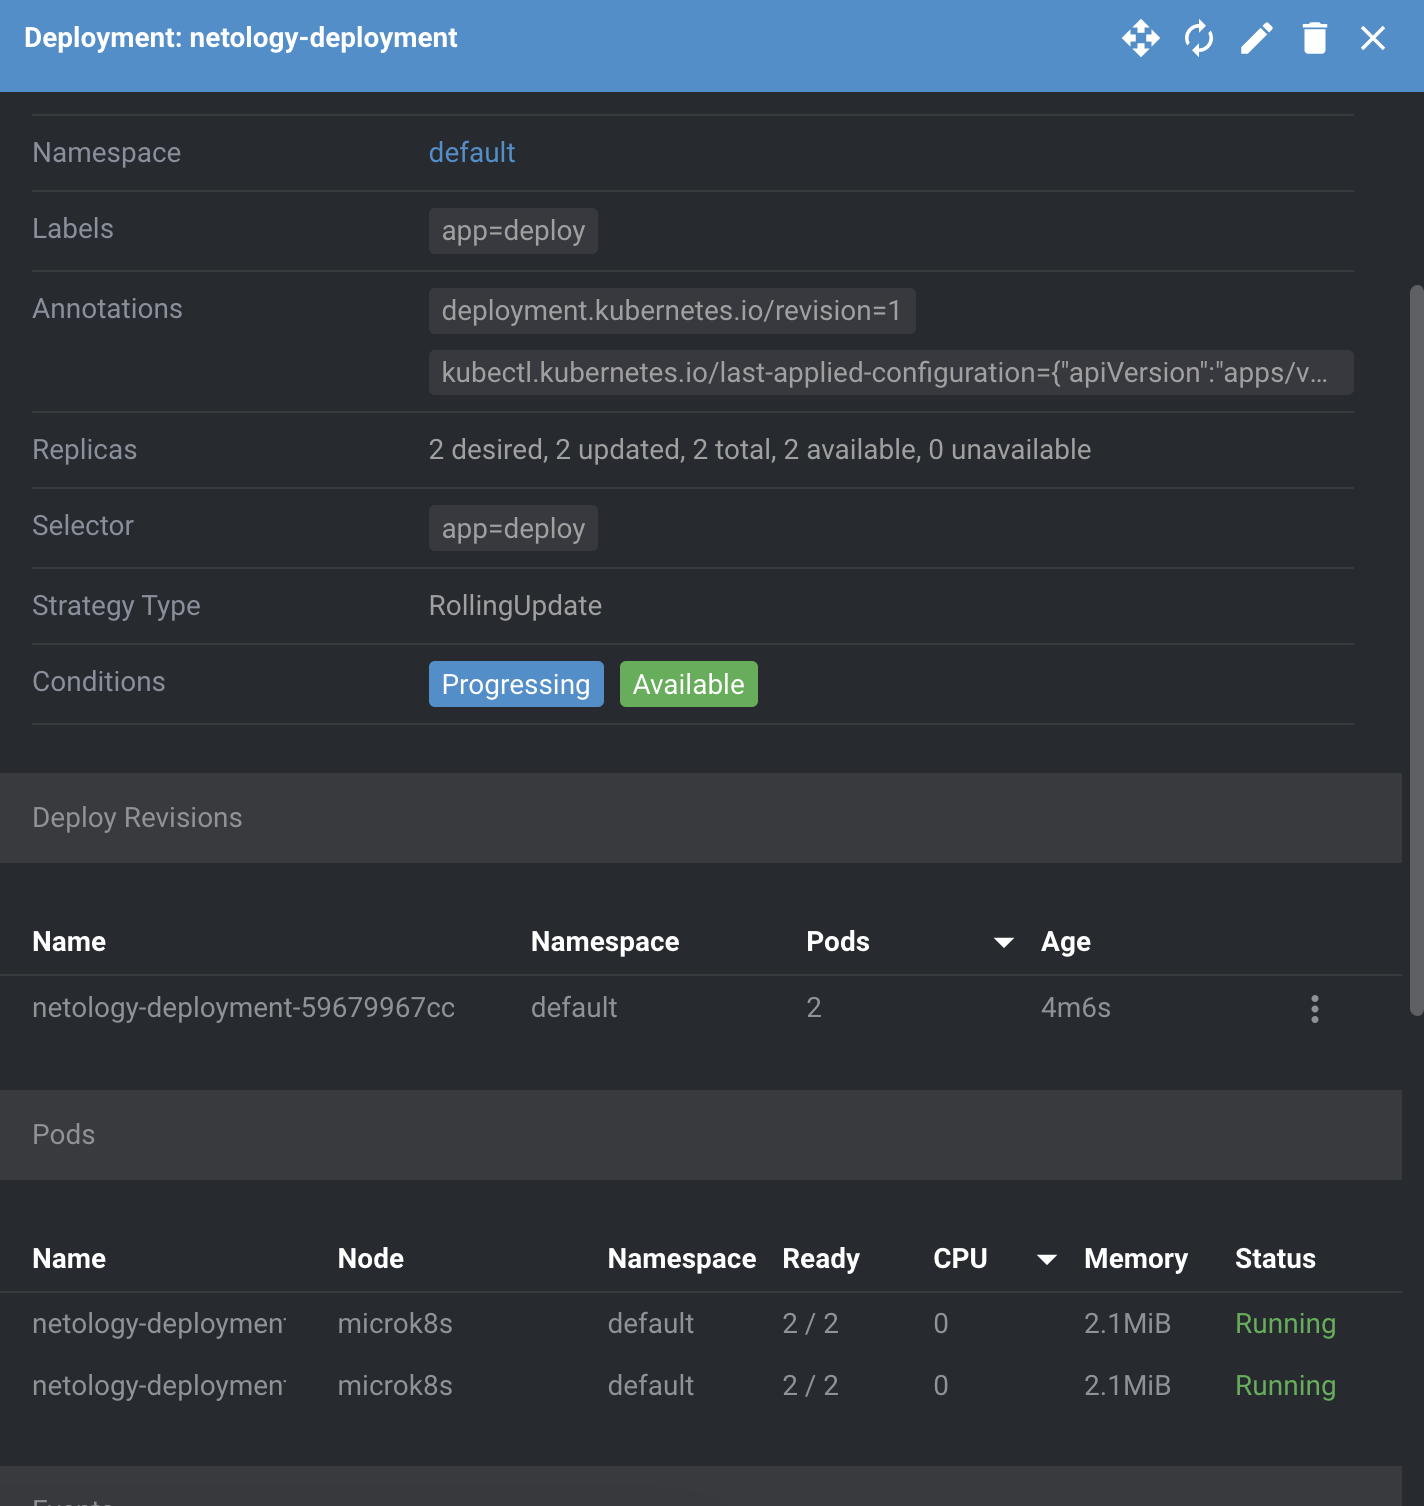 Deployment: netology-deployment
Namespace default
Labels app=deploy
Annotations deployment.kubernetes.io/revision=1
kubectl.kubernetes.io/last-applied-configuration={"apiVersion":"apps/v...
Replicas 2 desired, 2 updated, 2 total, 2 available, 0 unavailable
Selector app=deploy
Strategy Type RollingUpdate
Conditions Progressing Available
Deploy Revisions
Name Namespace Pods Age
netology-deployment-59679967cc default 2 4m6s
Pods
Name Node Namespace Ready CPU Memory Status
netology-deployment microk8s default 2 / 2 0 2.1MiB Running
netology-deployment microk8s default 2 / 2 0 2.1MiB Running